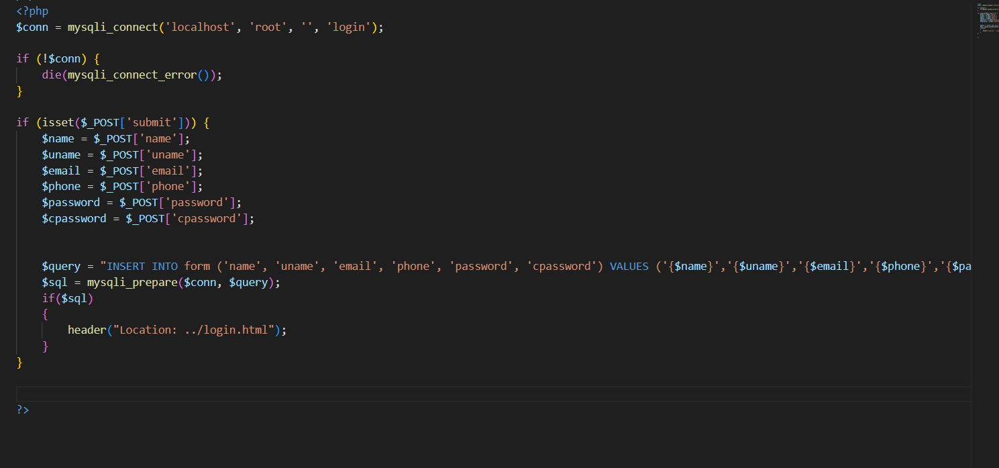 <?php
$conn = mysqli_connect('localhost', 'root', '', 'login');
if (!$conn) {
die(mysqli_connect_error());
}
if (isset($_POST['submit'])) {
$name = $_POST['name'];
$uname = $_POST['uname'];
$email = $_POST['email'];
$phone = $_POST['phone'];
$password = $_POST['password'];
$cpassword = $_POST['cpassword'];
$query = "INSERT INTO form ('name', 'uname', 'email', 'phone', 'password', 'cpassword') VALUES ('{$name}','{$uname}','{$email}','{$phone}','{$pa
$sql = mysqli_prepare($conn, $query);
if($sql)
{
header("Location: ../login.html");
}
}
?>